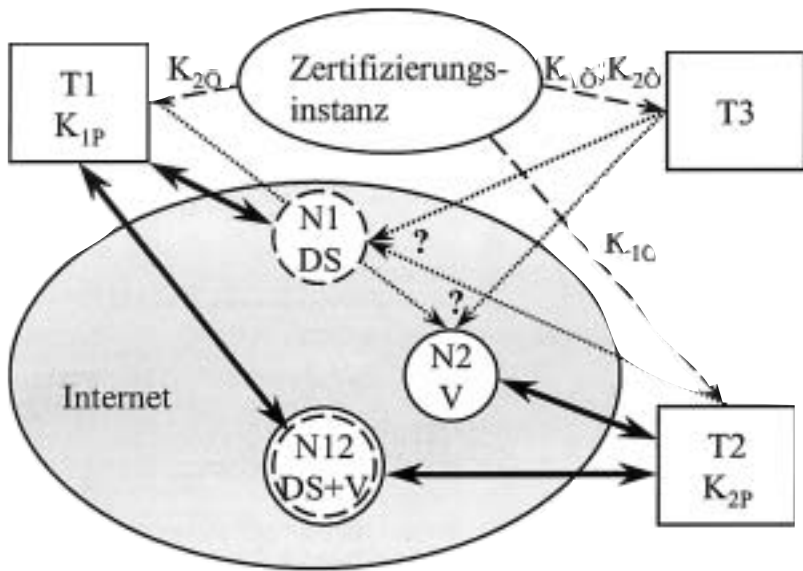 T1
K1P
K2Ö
Zertifizierungs-
instanz
K1Ö, K2Ö
T3
N1
DS
?
K1Ö
?
N2
V
Internet
N12
DS+V
T2
K2P